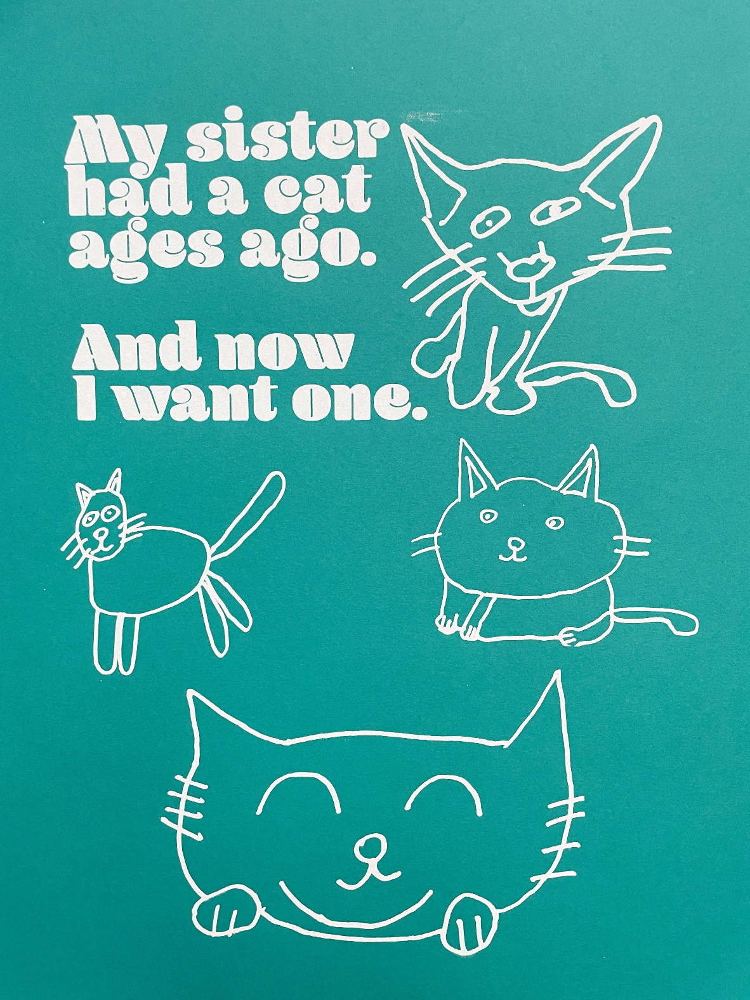 My sister
had a cat
ages ago.
And now
I want one.